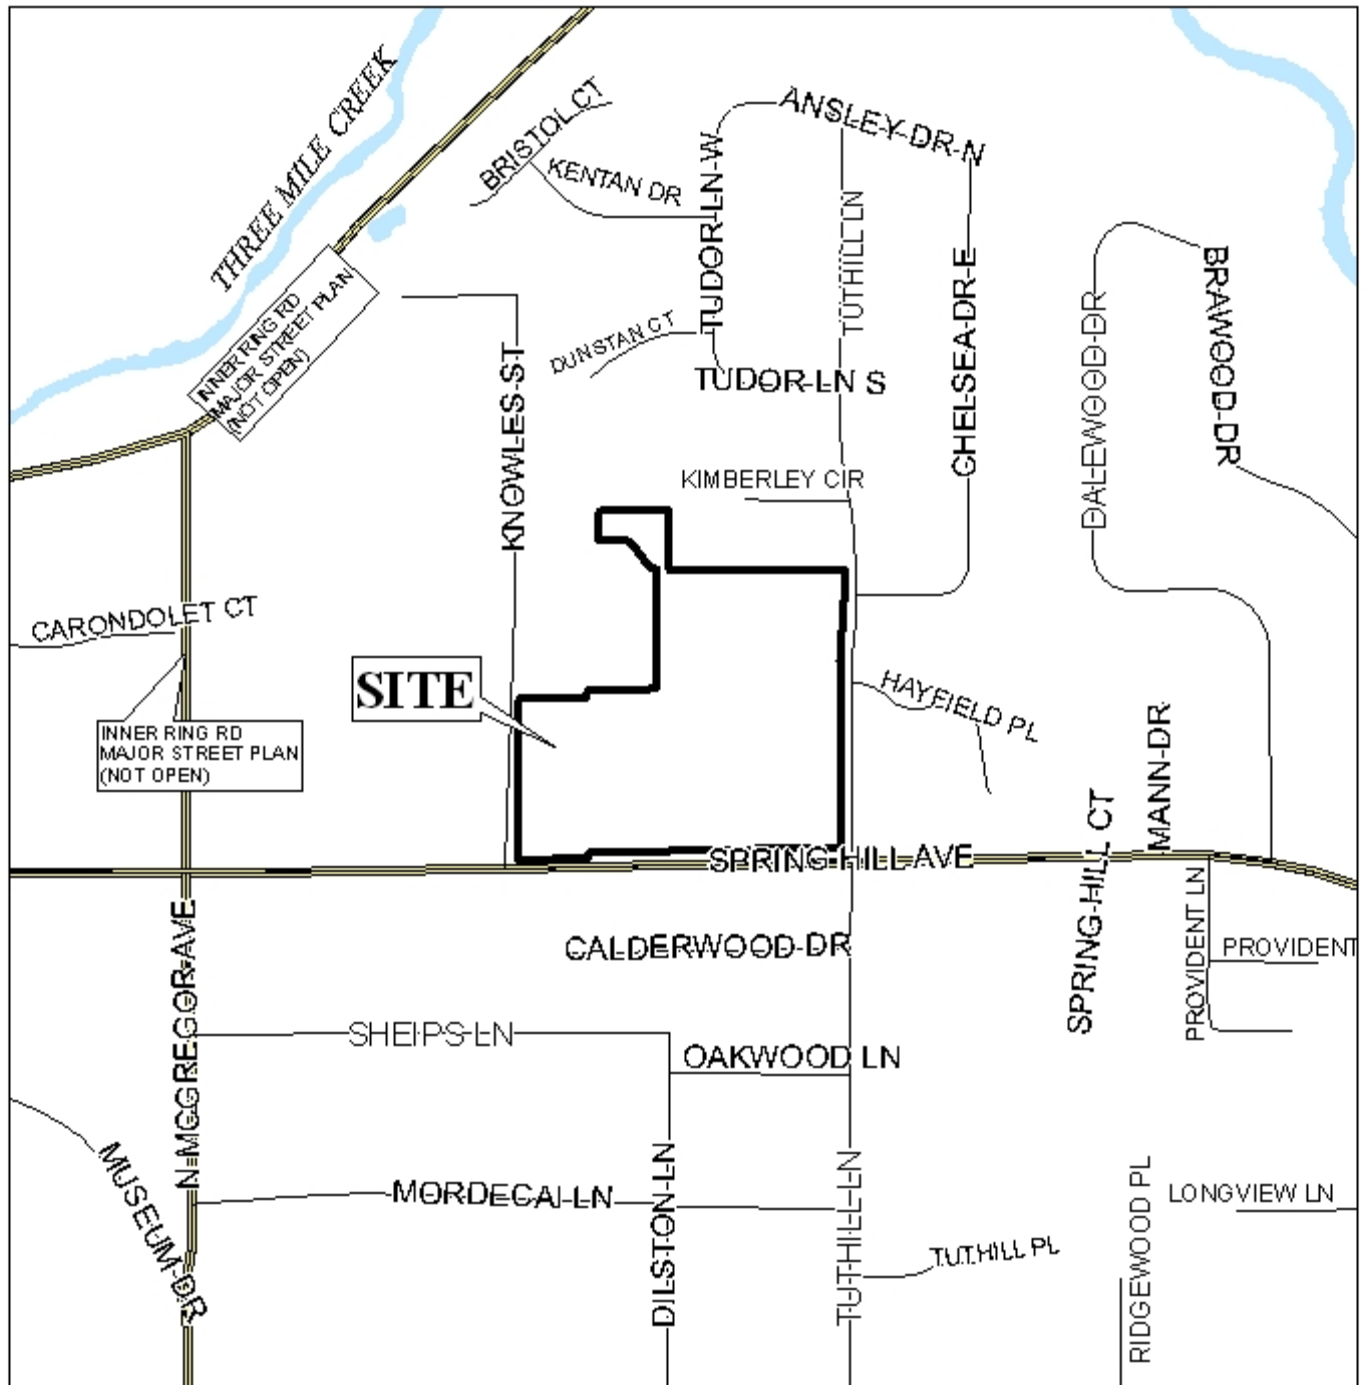 THREE MILE CREEK
BRISTOL CT
KENTAN DR
ANSLEY DR N
TUDOR LN W
TUTHILL LN
CHELSEA DR E
DALEWOOD DR
BRAWOOD DR
INNER RING RD
MAJOR STREET PLAN
(NOT OPEN)
KNOWLES ST
DUNSTAN CT
TUDOR LN S
KIMBERLEY CIR
CARONDOLET CT
SITE
HAYFIELD PL
INNER RING RD
MAJOR STREET PLAN
(NOT OPEN)
MANN DR
SPRING HILL CT
SPRING HILL AVE
PROVIDENT LN
PROVIDENT
CALDERWOOD DR
N MCGREGOR AVE
SHEIPS LN
OAKWOOD LN
MUSEUM DR
MORDECAI LN
DILSTON LN
TUTHILL LN
TUTHILL PL
RIDGEWOOD PL
LONGVIEW LN